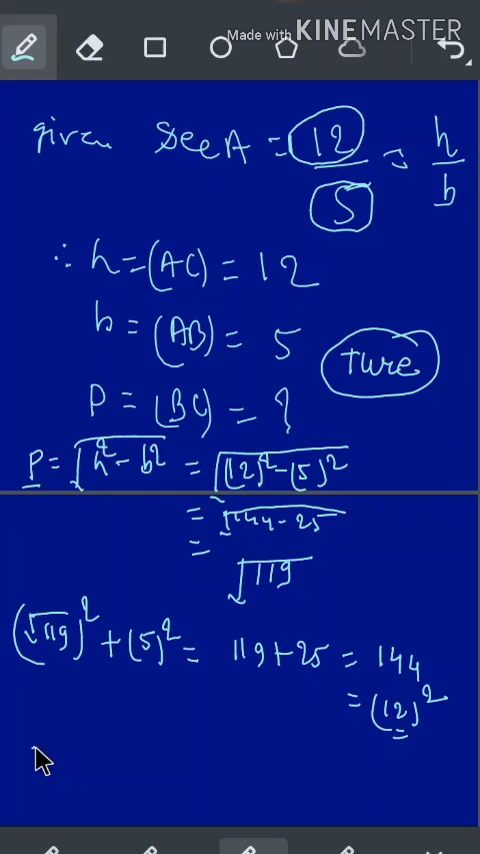 Made with KINEMASTER
given SecA = 12/5 = h/b
∴ h = (AC) = 12
b = (AB) = 5
Ture
P = (BC) = ?
P = √h² - b² = √(12)² - (5)²
= √144 - 25
= √119
(√119)² + (5)² = 119 + 25 = 144
= (12)²